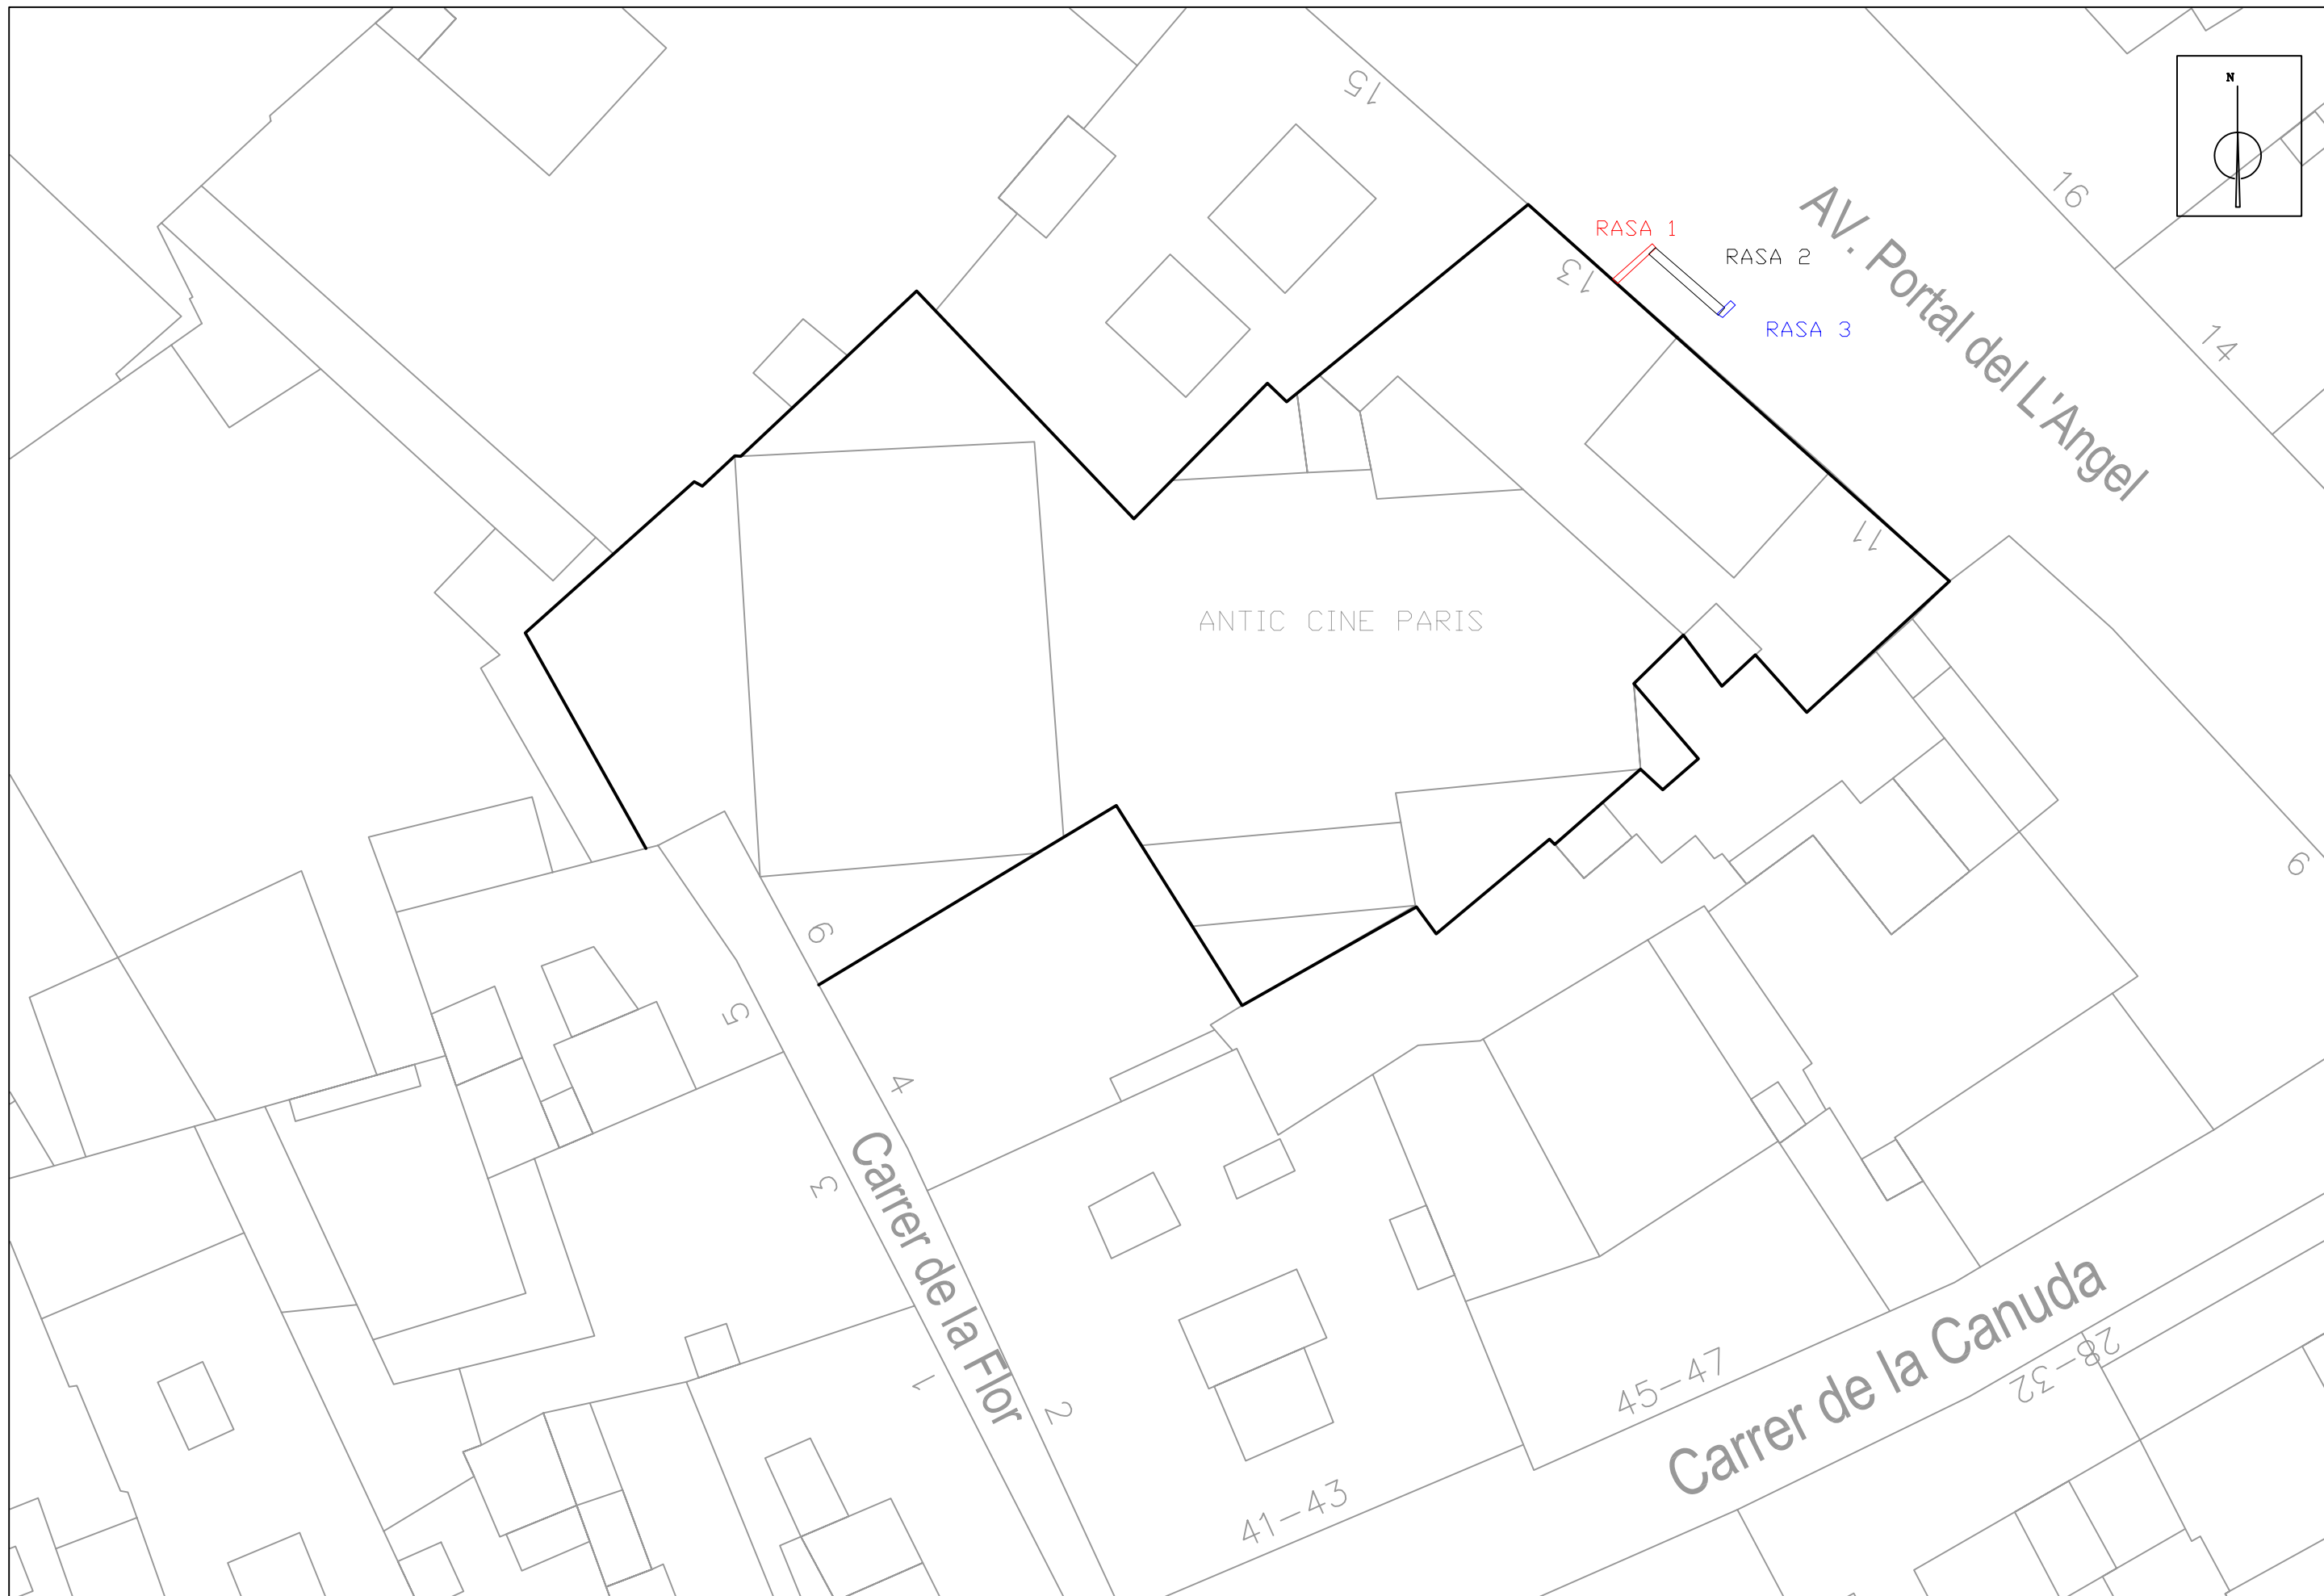 N
15
16
RASA 1
RASA 2
13
RASA 3
AV. Portal del L'Angel
14
11
ANTIC CINE PARIS
6
9
5
4
3
Carrer de la Flor
1
2
45-47
Carrer de la Canuda
28-32
41-43